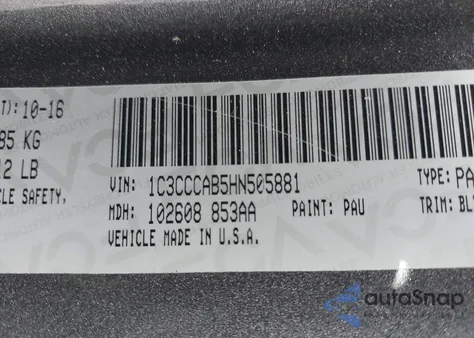 T): 10-16
85 KG
12 LB
CLE SAFETY,
VIN: 1C3CCCAB5HN505881
TYPE: PA
MDH: 102608 853AA
PAINT: PAU
TRIM: BL
VEHICLE MADE IN U.S.A.
autoSnap